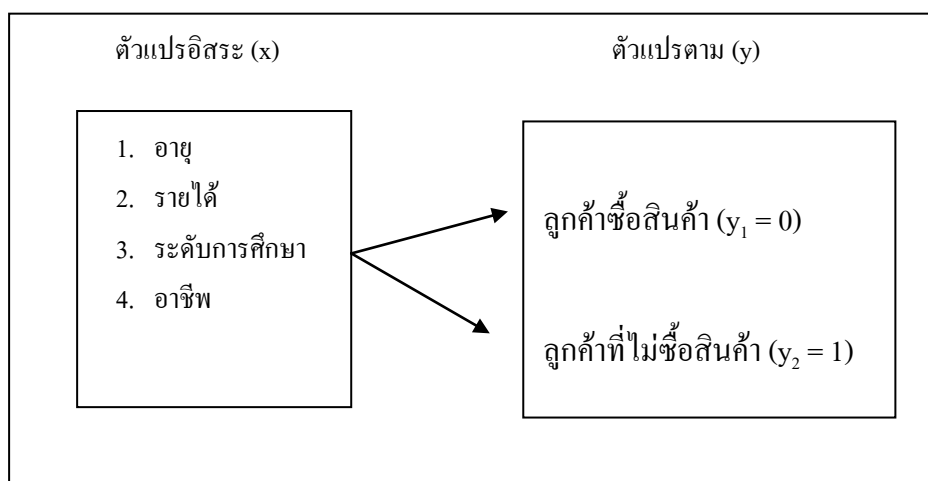 ตัวแปรอิสระ (x)
ตัวแปรตาม (y)
1. อายุ
2. รายได้
3. ระดับการศึกษา
4. อาชีพ
ลูกค้าซื้อสินค้า (y₁ = 0)
ลูกค้าที่ไม่ซื้อสินค้า (y₂ = 1)